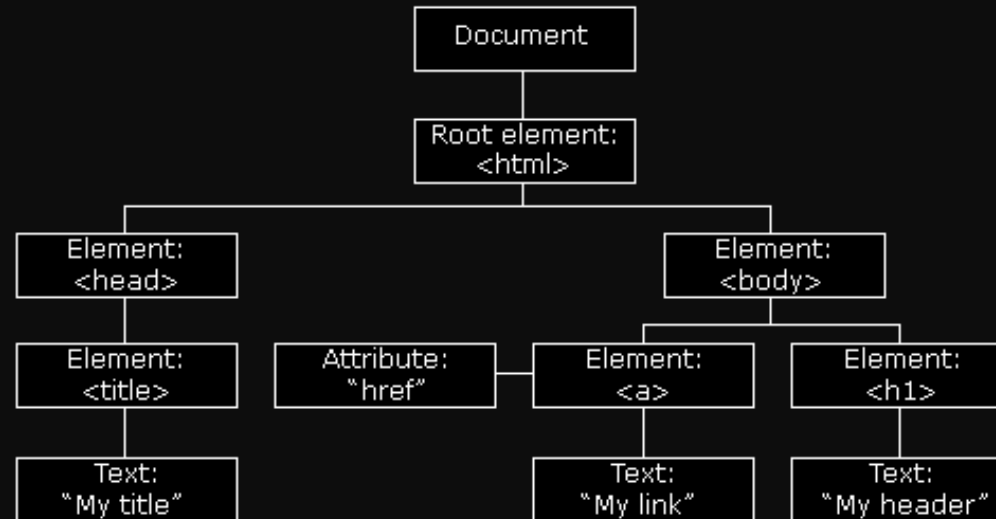 Document
Root element:
<html>
Element:
<head>
Element:
<body>
Element:
<title>
Attribute:
“href”
Element:
<a>
Element:
<h1>
Text:
“My title”
Text:
“My link”
Text:
“My header”